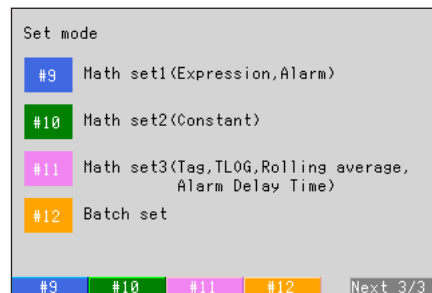 Set mode
#9 Math set1(Expression,Alarm)
#10 Math set2(Constant)
#11 Math set3(Tag,TLOG,Rolling average,
Alarm Delay Time)
#12 Batch set
#9 #10 #11 #12 Next 3/3